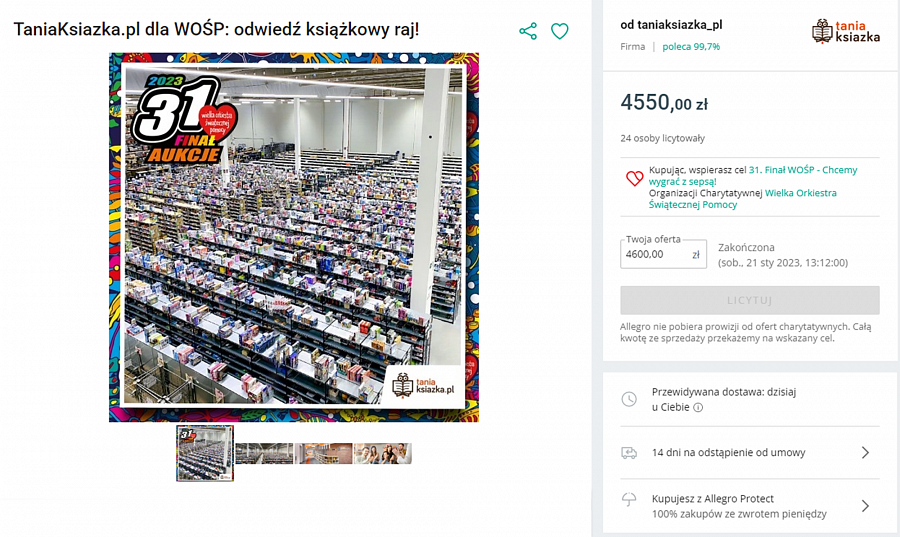 TaniaKsiazka.pl dla WOŚP: odwiedź książkowy raj!
2023
31
wielka orkiestra
świątecznej
pomocy
FINAŁ
AUKCJE
tania
ksiazka.pl
od taniaksiazka_pl
Firma | poleca 99,7%
tania
ksiazka
4550,00 zł
24 osoby licytowały
Kupując, wspierasz cel 31. Finał WOŚP - Chcemy
wygrać z sepsą!
Organizacji Charytatywnej Wielka Orkiestra
Świątecznej Pomocy
Twoja oferta
4600,00 zł
Zakończona
(sob., 21 sty 2023, 13:12:00)
LICYTUJ
Allegro nie pobiera prowizji od ofert charytatywnych. Całą
kwotę ze sprzedaży przekażemy na wskazany cel.
Przewidywana dostawa: dzisiaj
u Ciebie
14 dni na odstąpienie od umowy
Kupujesz z Allegro Protect
100% zakupów ze zwrotem pieniędzy